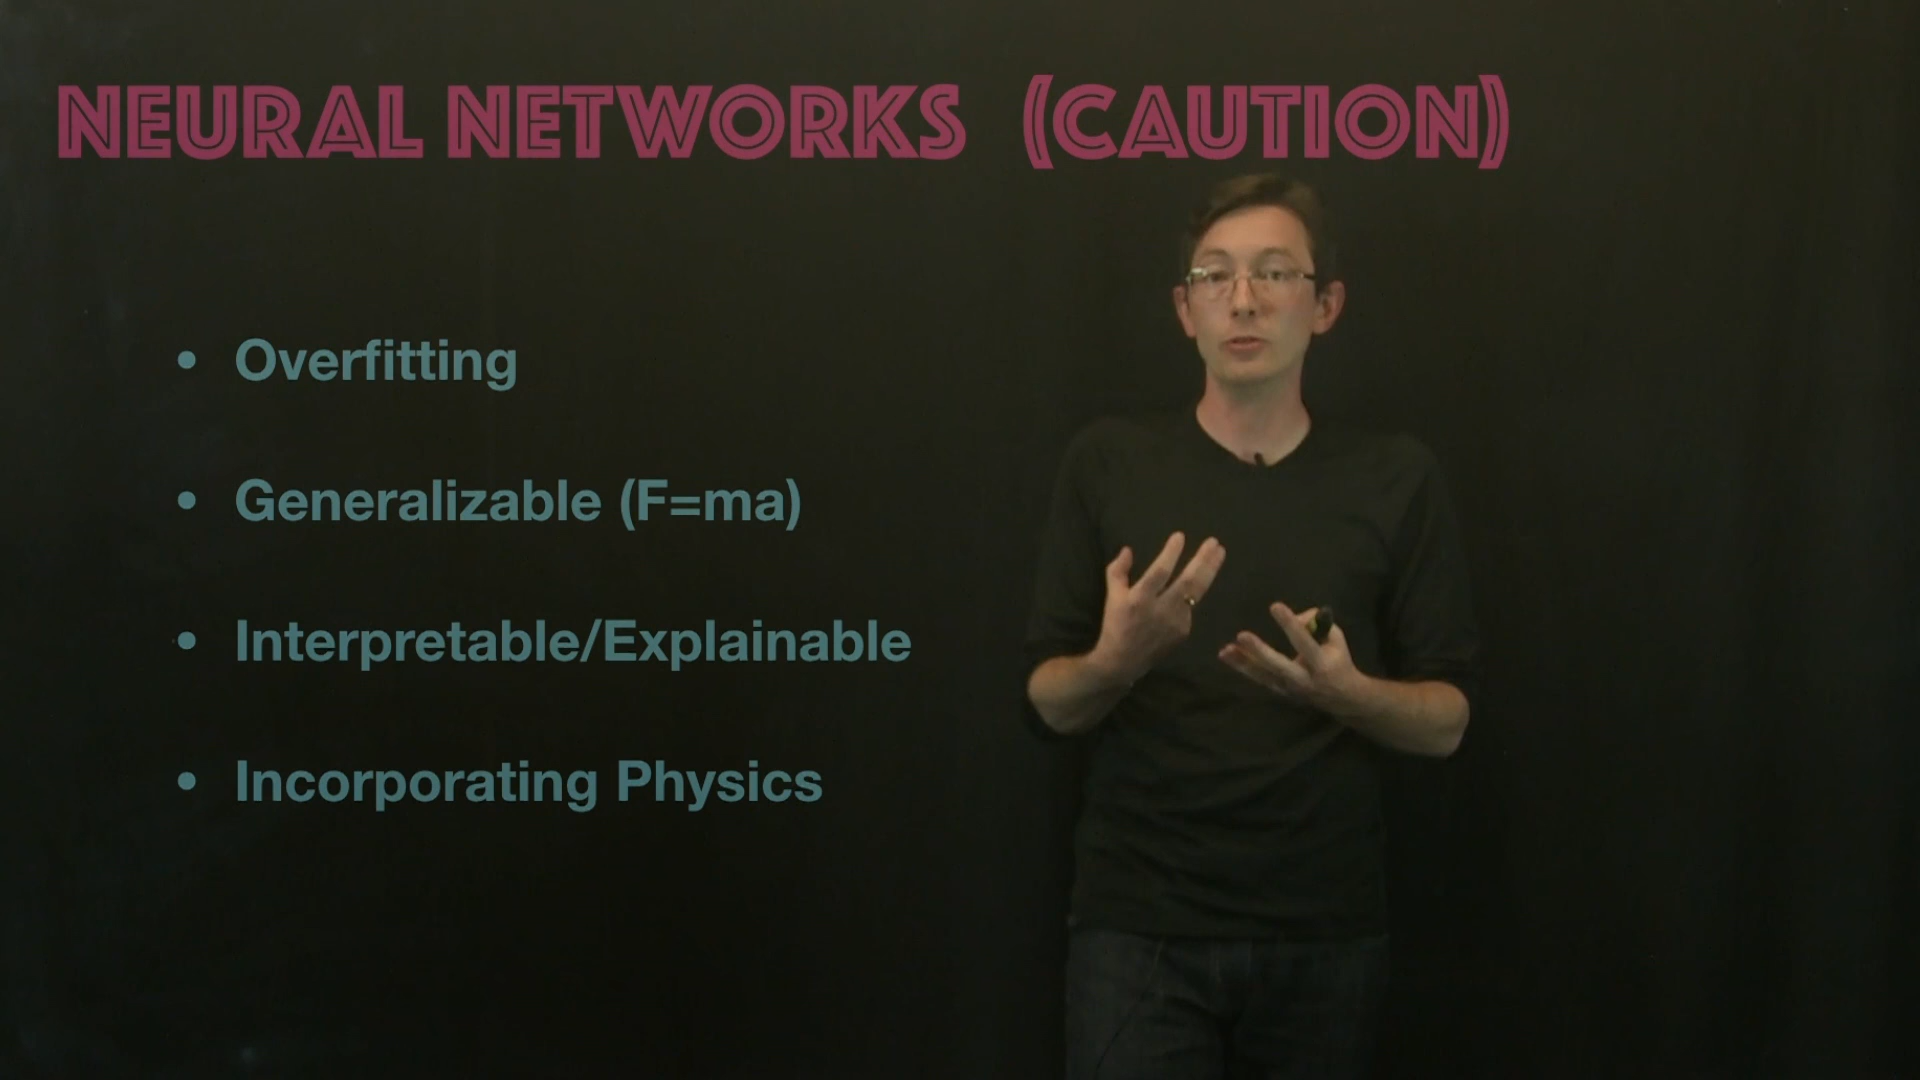 NEURAL NETWORKS (CAUTION)
• Overfitting
• Generalizable (F=ma)
• Interpretable/Explainable
• Incorporating Physics